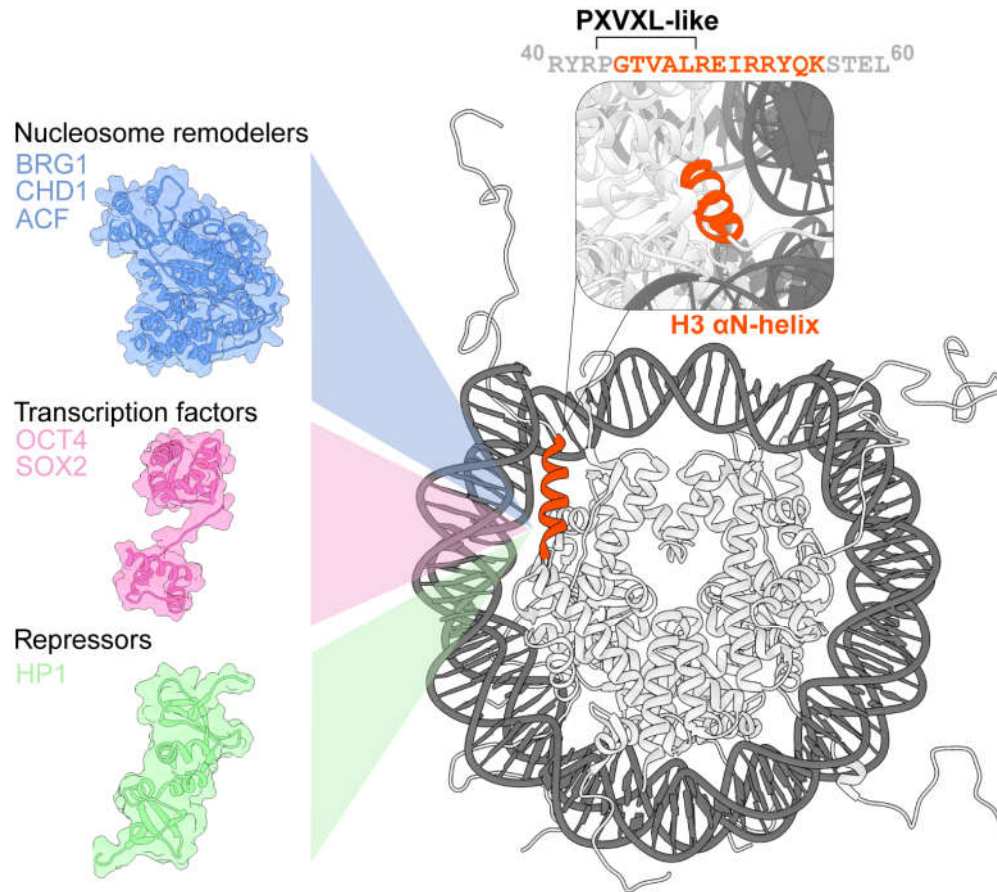 PXVXL-like
40RYRPGTVALREIRRYQKSTEL60
Nucleosome remodelers
BRG1
CHD1
ACF
H3 αN-helix
Transcription factors
OCT4
SOX2
Repressors
HP1